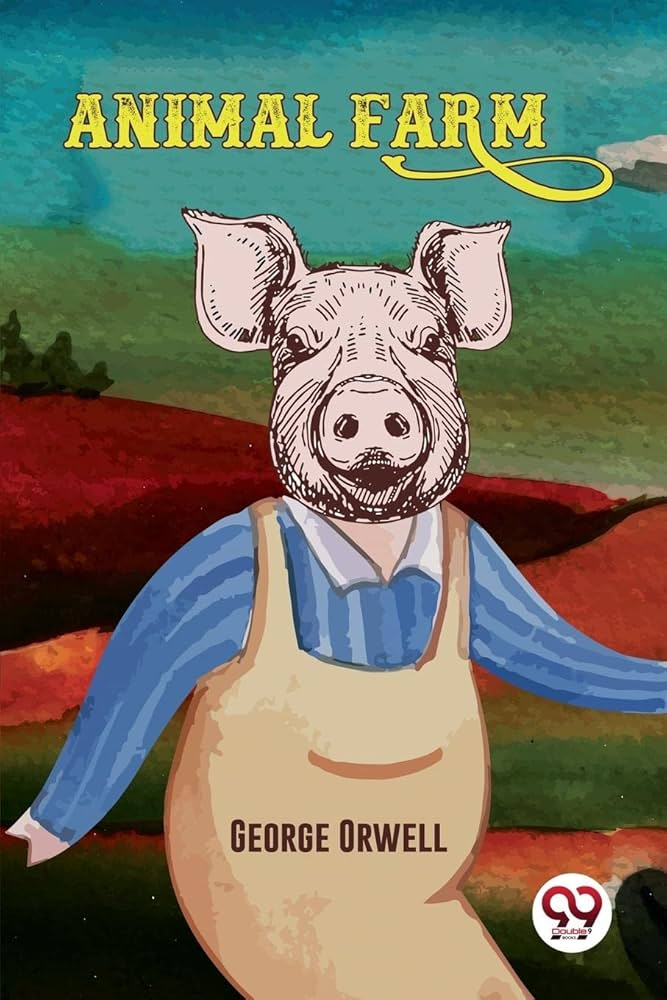 ANIMAL FARM
GEORGE ORWELL
99
Double9
BOOKS